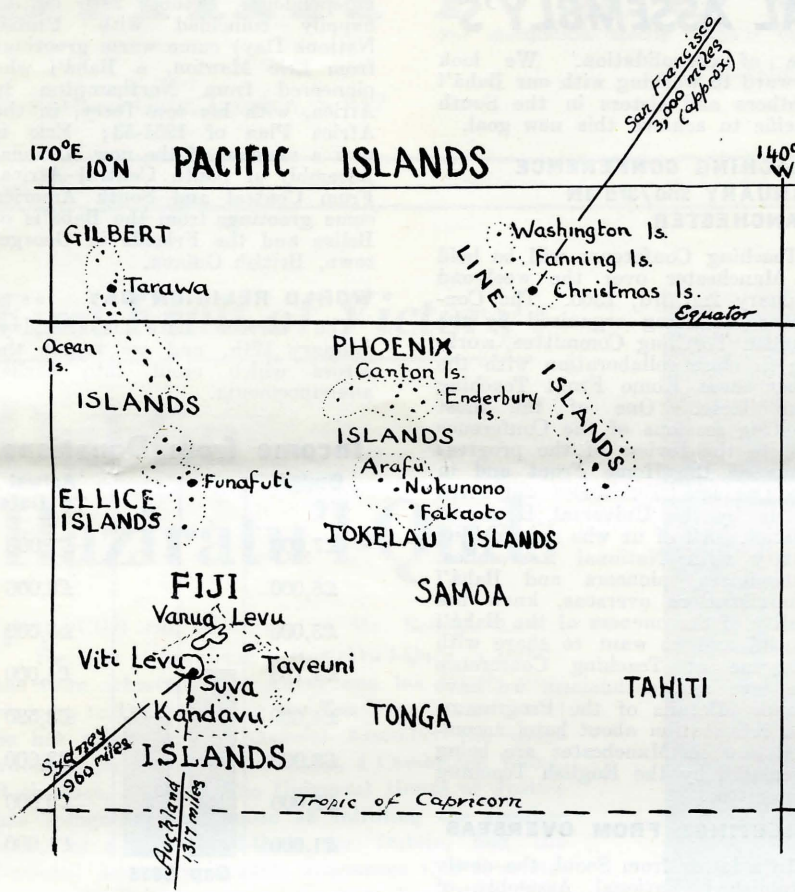 San Francisco
3,000 miles
(approx.)
170°E 10°N PACIFIC ISLANDS 140°
W
GILBERT
Tarawa
LINE
Washington Is.
Fanning Is.
Christmas Is.
Equator
Ocean
Is.
ISLANDS
PHOENIX
Canton Is.
Enderbury
Is.
ISLANDS
ISLANDS
Arafu
Nukunono
Fakaoto
TOKELAU ISLANDS
Funafuti
ELLICE
ISLANDS
FIJI
Vanua Levu
Viti Levu
Taveuni
Suva
Kandavu
ISLANDS
SAMOA
TONGA
TAHITI
Sydney
1,960 miles
Auckland
1317 miles
Tropic of Capricorn